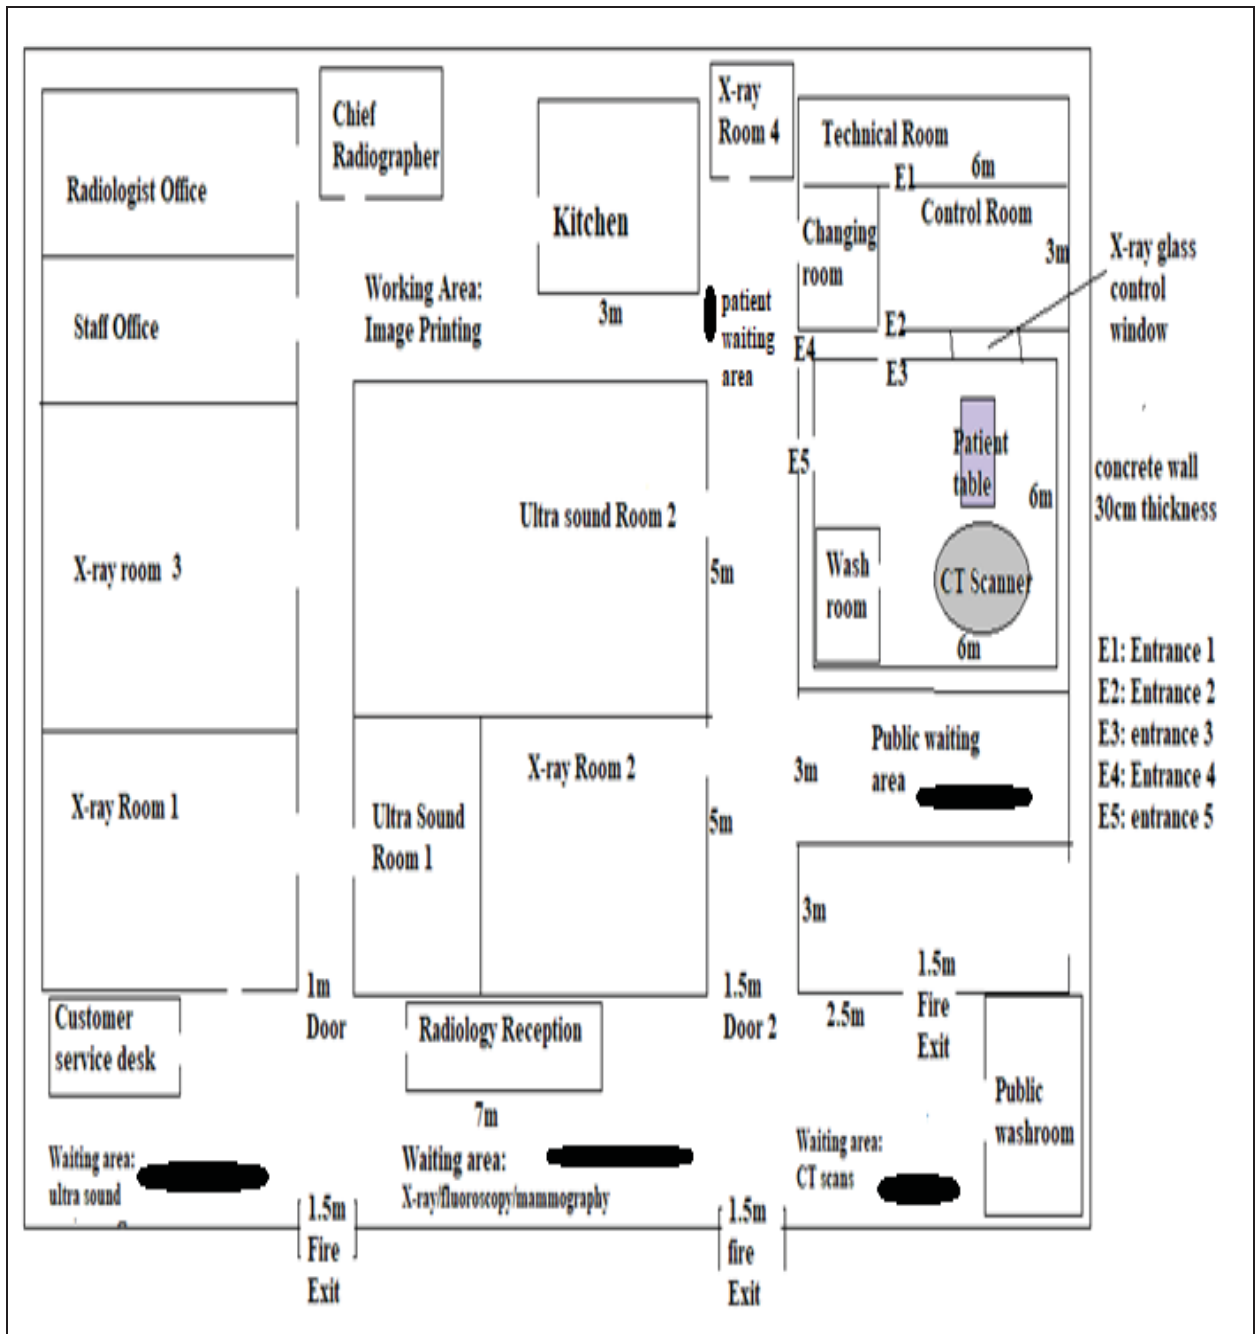 Chief
Radiographer
X-ray
Room 4
Technical Room
6m
E1
Radiologist Office
Kitchen
Changing
room
Control Room
3m
X-ray glass
control
window
Staff Office
Working Area:
Image Printing
3m
patient
waiting
area
E2
E4
E3
Patient
table
E5
6m
concrete wall
30cm thickness
Ultra sound Room 2
5m
X-ray room 3
Wash
room
CT Scanner
6m
E1: Entrance 1
E2: Entrance 2
E3: entrance 3
E4: Entrance 4
E5: entrance 5
Public waiting
area
3m
X-ray Room 2
5m
X-ray Room 1
Ultra Sound
Room 1
3m
1m
Door
1.5m
Door 2
2.5m
1.5m
Fire
Exit
Customer
service desk
Radiology Reception
7m
Public
washroom
Waiting area:
ultra sound
Waiting area:
X-ray/fluoroscopy/mammography
Waiting area:
CT scans
1.5m
Fire
Exit
1.5m
fire
Exit